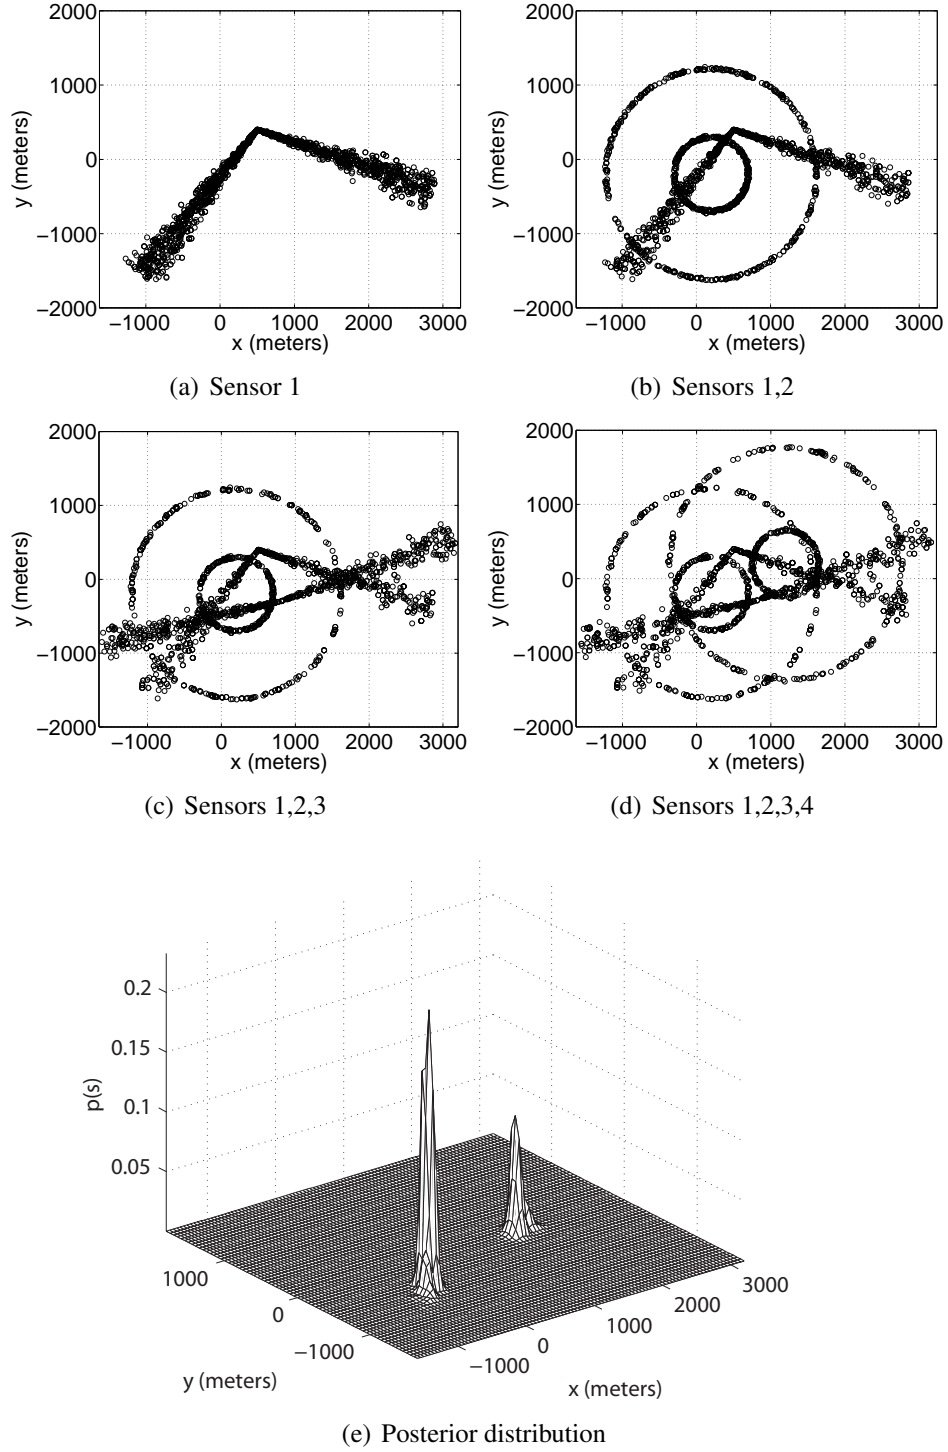 2000
1000
0
−1000
−2000
y (meters)
−1000 0 1000 2000 3000
x (meters)
(a) Sensor 1
2000
1000
0
−1000
−2000
y (meters)
−1000 0 1000 2000 3000
x (meters)
(b) Sensors 1,2
2000
1000
0
−1000
−2000
y (meters)
−1000 0 1000 2000 3000
x (meters)
(c) Sensors 1,2,3
2000
1000
0
−1000
−2000
y (meters)
−1000 0 1000 2000 3000
x (meters)
(d) Sensors 1,2,3,4
0.2
0.15
0.1
0.05
p(s)
1000
0
−1000
y (meters)
−1000
0
1000
2000
3000
x (meters)
(e) Posterior distribution